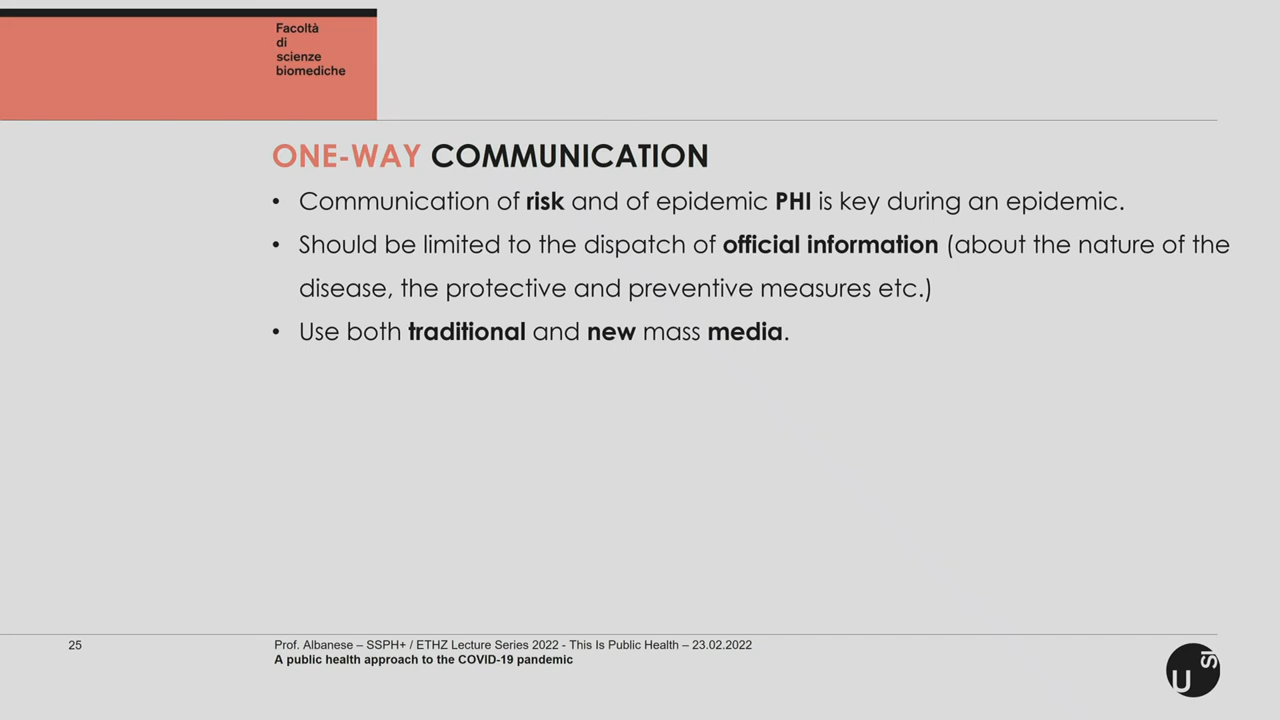 Facoltà
di
scienze
biomediche
ONE-WAY COMMUNICATION
• Communication of risk and of epidemic PHI is key during an epidemic.
• Should be limited to the dispatch of official information (about the nature of the
disease, the protective and preventive measures etc.)
• Use both traditional and new mass media.
25
Prof. Albanese – SSPH+ / ETHZ Lecture Series 2022 - This Is Public Health – 23.02.2022
A public health approach to the COVID-19 pandemic
USI